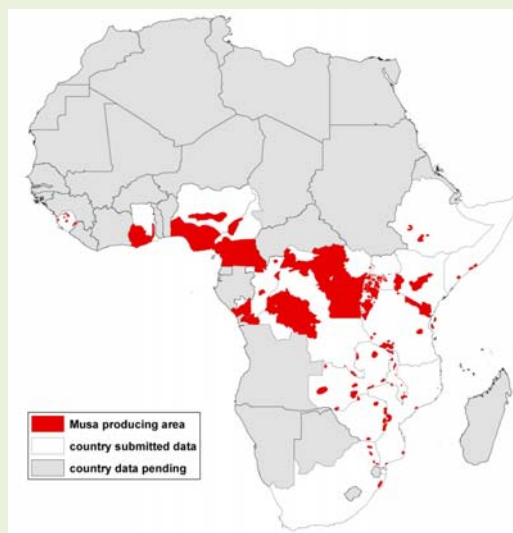 Musa producing area
country submitted data
country data pending